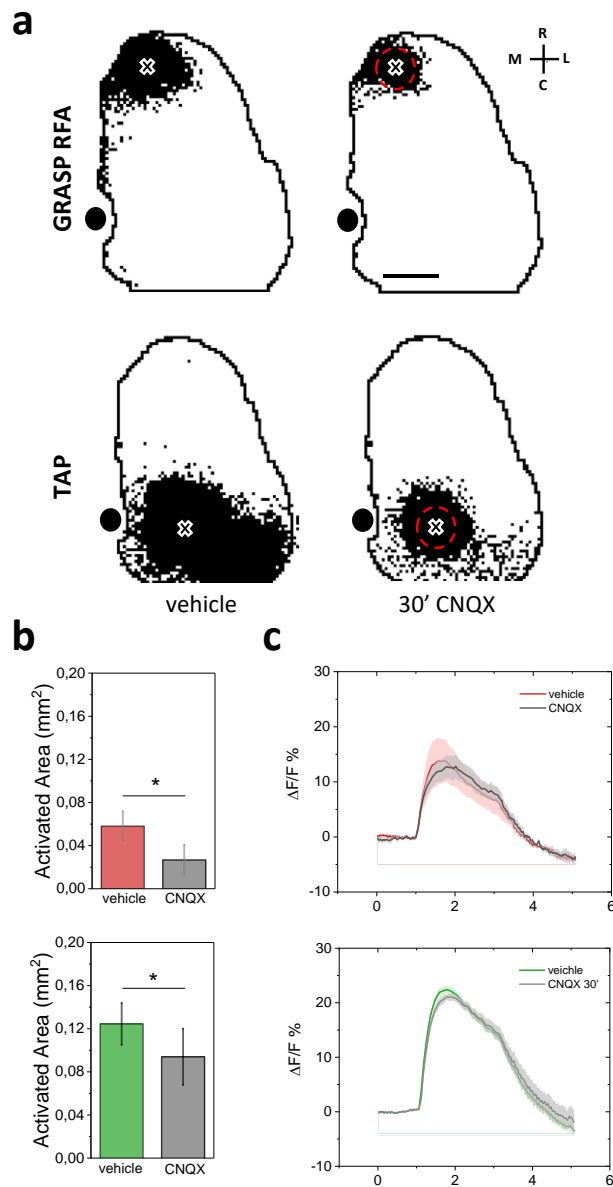 a
GRASP RFA
R
M L
C
TAP
vehicle
30' CNQX
b
Activated Area (mm²)
0,20
0,16
0,12
0,08
0,04
0,00
*
vehicle
CNQX
Activated Area (mm²)
0,20
0,16
0,12
0,08
0,04
0,00
*
vehicle
CNQX
c
ΔF/F %
30
20
10
0
-10
vehicle
CNQX
0 2 4 6
ΔF/F %
30
20
10
0
-10
veichle
CNQX 30'
0 2 4 6